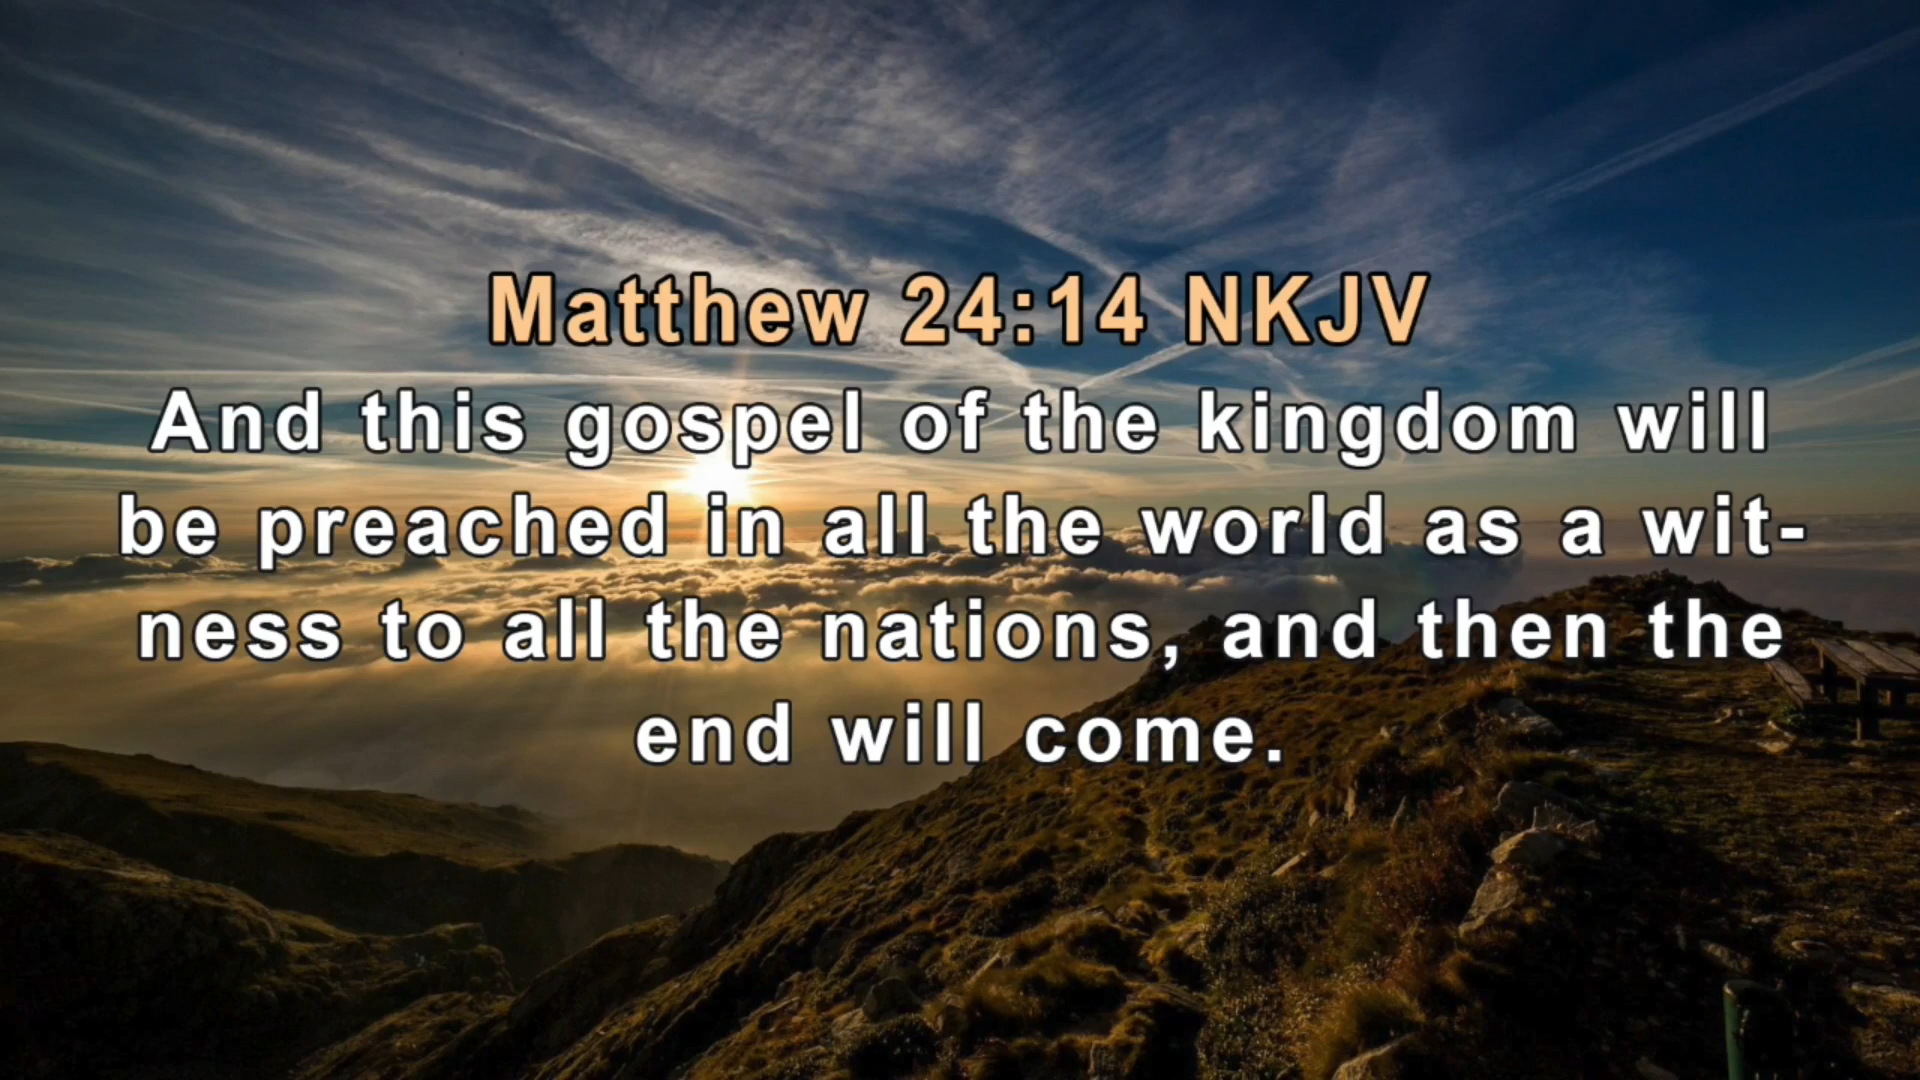 Matthew 24:14 NKJV
And this gospel of the kingdom will
be preached in all the world as a wit-
ness to all the nations, and then the
end will come.